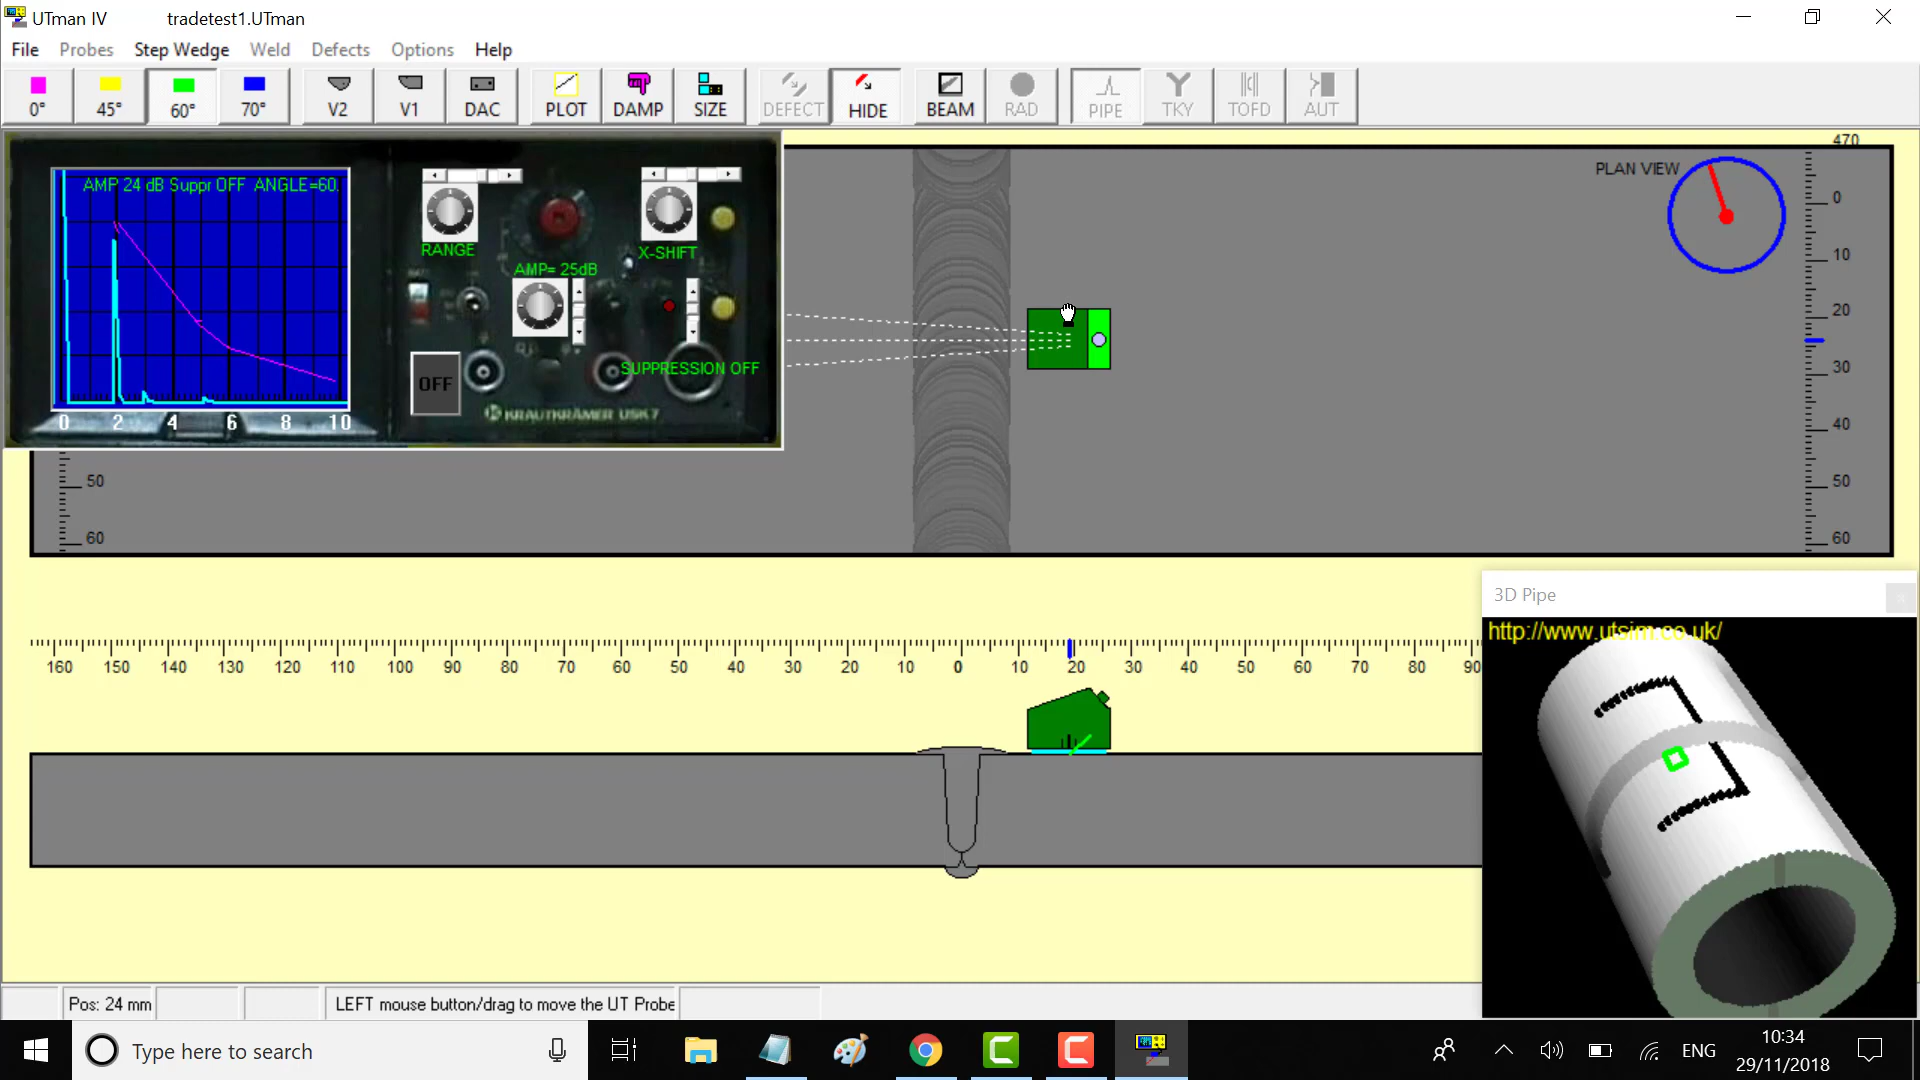 UTman IV tradetest1.UTman
File Probes Step Wedge Weld Defects Options Help
0° 45° 60° 70° V2 V1 DAC PLOT DAMP SIZE DEFECT HIDE BEAM RAD PIPE TKY TOFD AUT
470
PLAN VIEW
AMP 24 dB Suppr OFF ANGLE=60.
RANGE
X-SHIFT
AMP= 25dB
SUPPRESSION OFF
OFF
KRAUTKRÄMER USK7
0 2 4 6 8 10
0
10
20
30
40
50
60
50
60
160 150 140 130 120 110 100 90 80 70 60 50 40 30 20 10 0 10 20 30 40 50 60 70 80 90
3D Pipe
http://www.utsim.co.uk/
Pos: 24 mm
LEFT mouse button/drag to move the UT Probe
Type here to search
ENG
10:34
29/11/2018